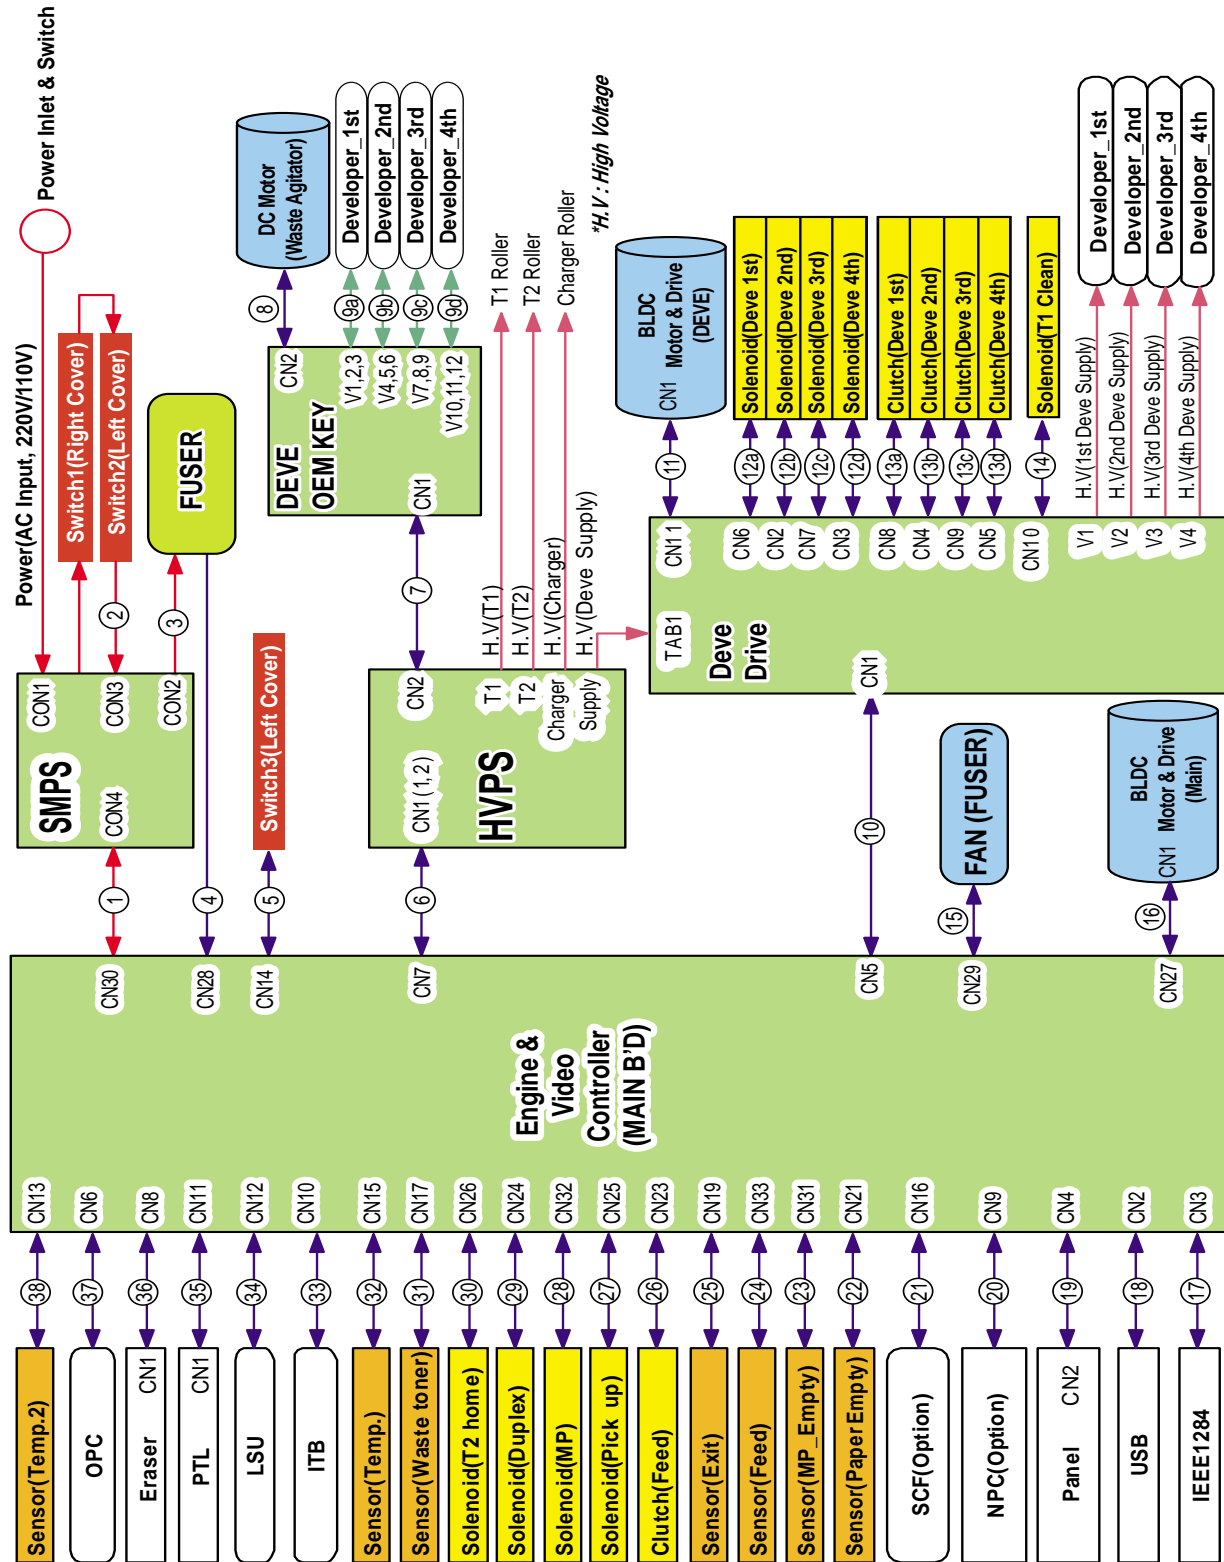 Power Inlet & Switch
Power(AC Input, 220V/110V)
SMPS
CON1
CON3
CON2
CON4
Switch1(Right Cover)
Switch2(Left Cover)
FUSER
Switch3(Left Cover)
1
2
3
4
5
DC Motor
(Waste Agitator)
8
Developer_1st
Developer_2nd
Developer_3rd
Developer_4th
9a
9b
9c
9d
DEVE
OEM KEY
CN2
V1,2,3
V4,5,6
V7,8,9
V10,11,12
CN1
7
HVPS
CN2
CN1 (1, 2)
T1
T2
Charger
Supply
6
H.V(T1)
H.V(T2)
H.V(Charger)
H.V(Deve Supply)
T1 Roller
T2 Roller
Charger Roller
*H.V : High Voltage
BLDC
CN1 Motor & Drive
(DEVE)
11
Solenoid(Deve 1st)
Solenoid(Deve 2nd)
Solenoid(Deve 3rd)
Solenoid(Deve 4th)
12a
12b
12c
12d
Clutch(Deve 1st)
Clutch(Deve 2nd)
Clutch(Deve 3rd)
Clutch(Deve 4th)
13a
13b
13c
13d
Solenoid(T1 Clean)
14
Developer_1st
Developer_2nd
Developer_3rd
Developer_4th
H.V(1st Deve Supply)
H.V(2nd Deve Supply)
H.V(3rd Deve Supply)
H.V(4th Deve Supply)
Deve
Drive
TAB1
CN11
CN6
CN2
CN7
CN3
CN8
CN4
CN9
CN5
CN10
V1
V2
V3
V4
CN1
10
FAN (FUSER)
15
BLDC
CN1 Motor & Drive
(Main)
16
Engine &
Video
Controller
(MAIN B'D)
CN30
CN28
CN14
CN7
CN5
CN29
CN27
CN13
CN6
CN8
CN11
CN12
CN10
CN15
CN17
CN26
CN24
CN32
CN25
CN23
CN19
CN33
CN31
CN21
CN16
CN9
CN4
CN2
CN3
38
37
36
35
34
33
32
31
30
29
28
27
26
25
24
23
22
21
20
19
18
17
Sensor(Temp.2)
OPC
Eraser CN1
PTL CN1
LSU
ITB
Sensor(Temp.)
Sensor(Waste toner)
Solenoid(T2 home)
Solenoid(Duplex)
Solenoid(MP)
Solenoid(Pick up)
Clutch(Feed)
Sensor(Exit)
Sensor(Feed)
Sensor(MP_Empty)
Sensor(PaperEmpty)
SCF(Option)
NPC(Option)
Panel CN2
USB
IEEE1284